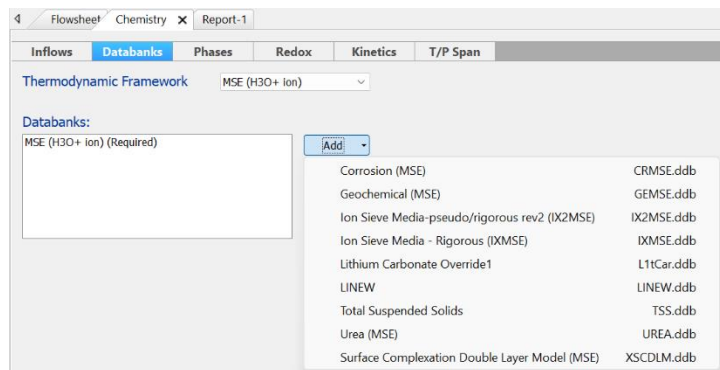 Flowsheet Chemistry X Report-1
Inflows Databanks Phases Redox Kinetics T/P Span
Thermodynamic Framework MSE (H3O+ ion)
Databanks:
MSE (H3O+ ion) (Required)
Add
Corrosion (MSE) CRMSE.ddb
Geochemical (MSE) GEMSE.ddb
Ion Sieve Media-pseudo/rigorous rev2 (IX2MSE) IX2MSE.ddb
Ion Sieve Media - Rigorous (IXMSE) IXMSE.ddb
Lithium Carbonate Override1 L1tCar.ddb
LINEW LINEW.ddb
Total Suspended Solids TSS.ddb
Urea (MSE) UREA.ddb
Surface Complexation Double Layer Model (MSE) XSCDLM.ddb